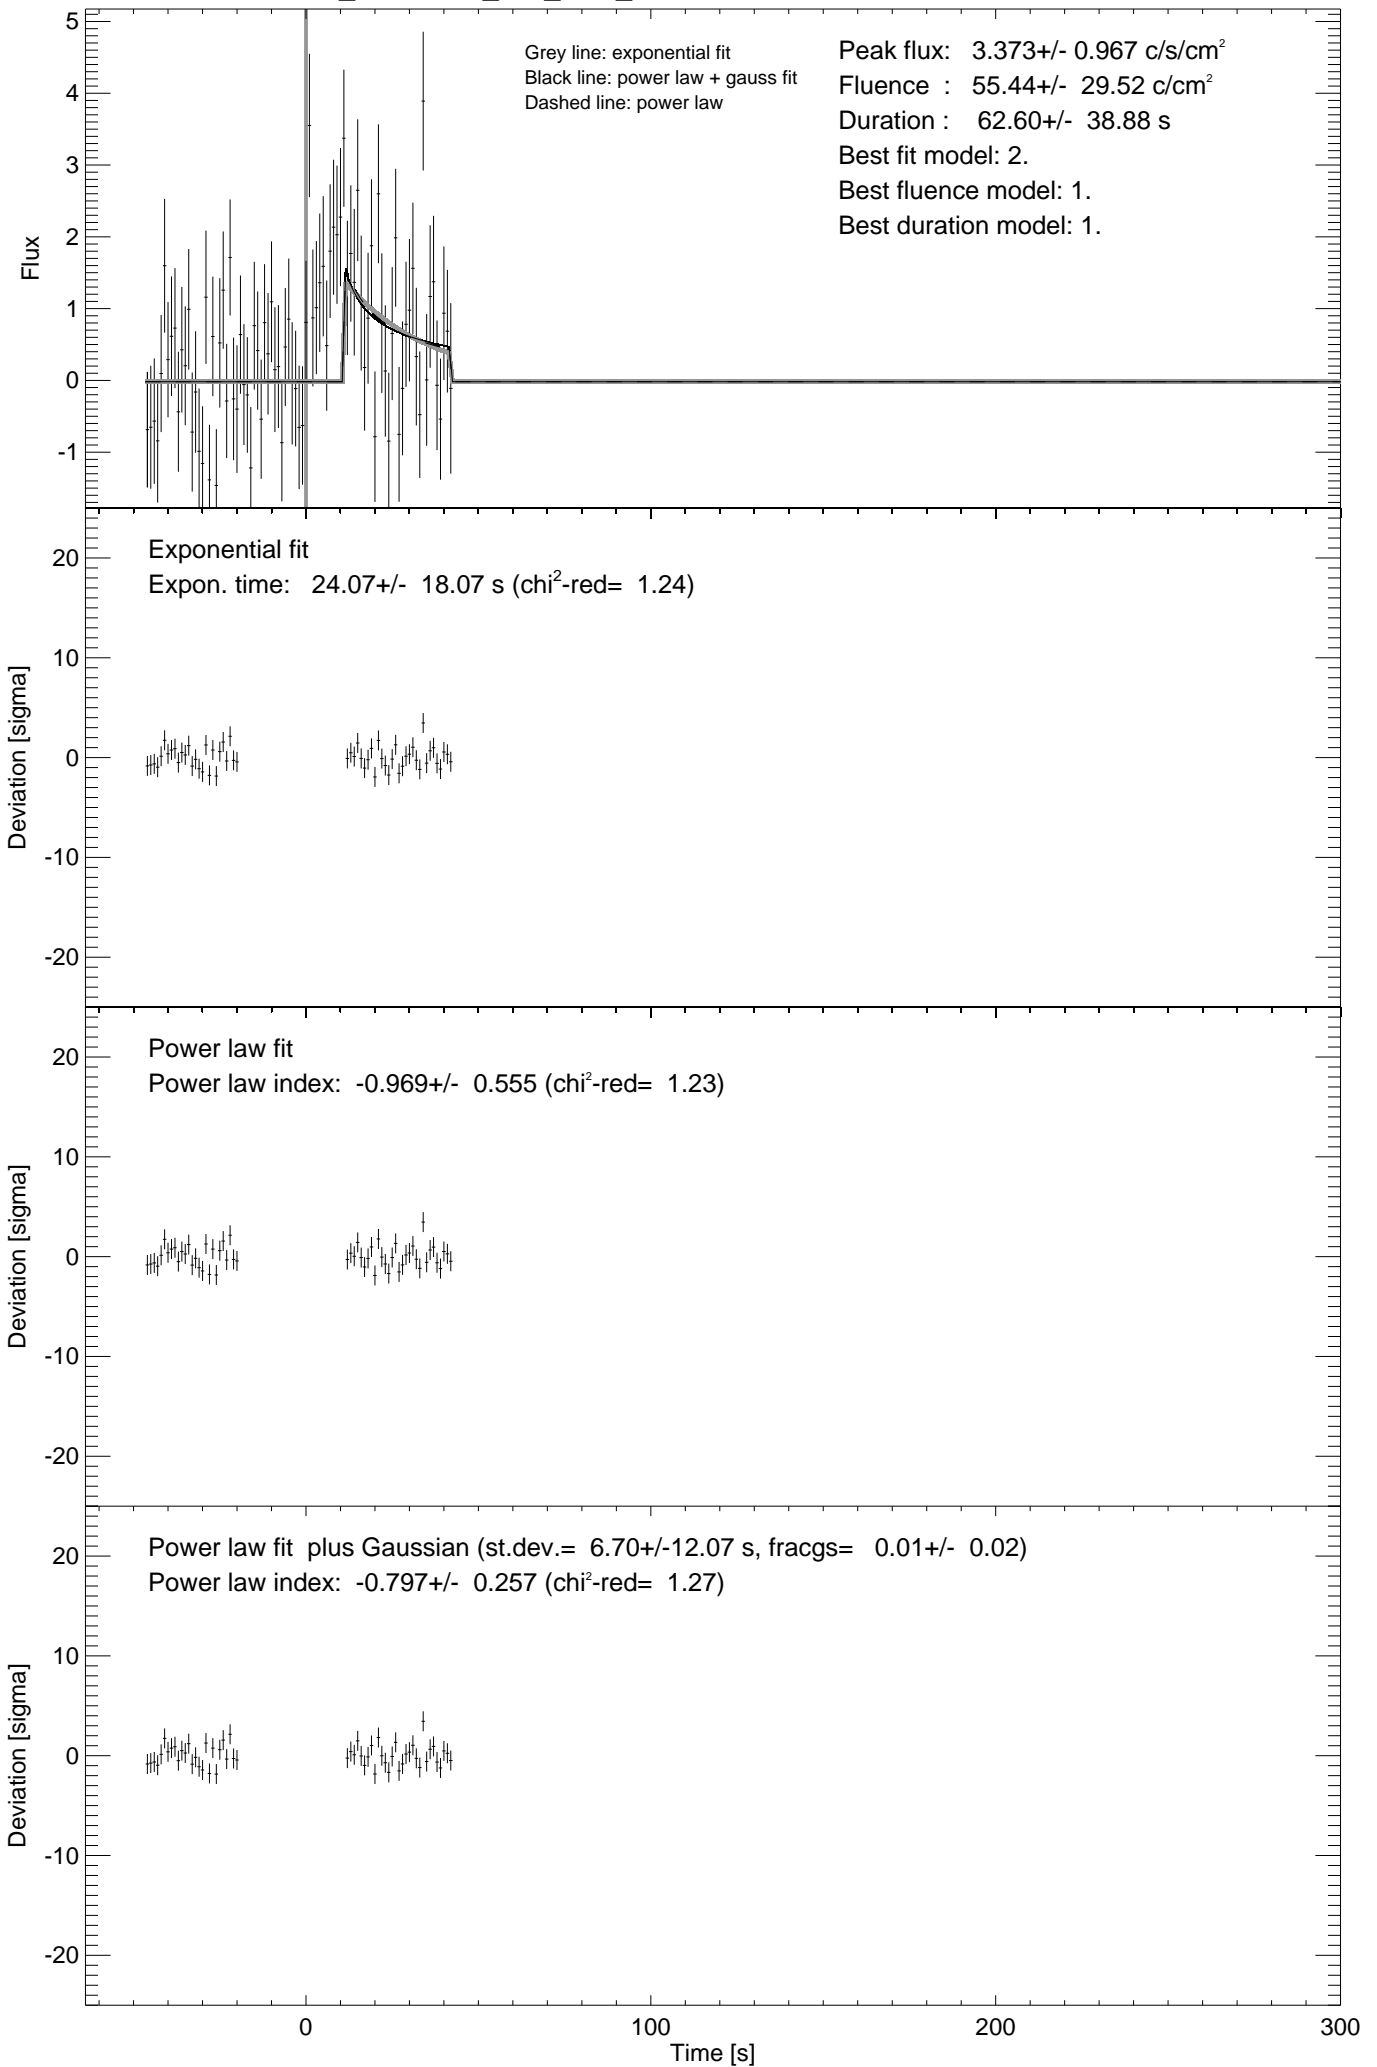 5
4
3
2
1
0
-1
Flux
Grey line: exponential fit
Black line: power law + gauss fit
Dashed line: power law
Peak flux: 3.373+/- 0.967 c/s/cm²
Fluence : 55.44+/- 29.52 c/cm²
Duration : 62.60+/- 38.88 s
Best fit model: 2.
Best fluence model: 1.
Best duration model: 1.
20
10
0
-10
-20
Deviation [sigma]
Exponential fit
Expon. time: 24.07+/- 18.07 s (chi²-red= 1.24)
20
10
0
-10
-20
Deviation [sigma]
Power law fit
Power law index: -0.969+/- 0.555 (chi²-red= 1.23)
20
10
0
-10
-20
Deviation [sigma]
Power law fit plus Gaussian (st.dev.= 6.70+/-12.07 s, fracgs= 0.01+/- 0.02)
Power law index: -0.797+/- 0.257 (chi²-red= 1.27)
0 100 200 300
Time [s]